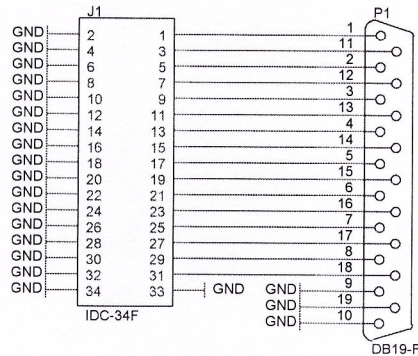 J1 P1
GND 2 1 1
GND 4 3 11
GND 6 5 2
GND 8 7 12
GND 10 9 3
GND 12 11 13
GND 14 13 4
GND 16 15 14
GND 18 17 5
GND 20 19 15
GND 22 21 6
GND 24 23 16
GND 26 25 7
GND 28 27 17
GND 30 29 8
GND 32 31 18
GND 34 33 GND GND 9
GND 19
GND 10
IDC-34F
DB19-F